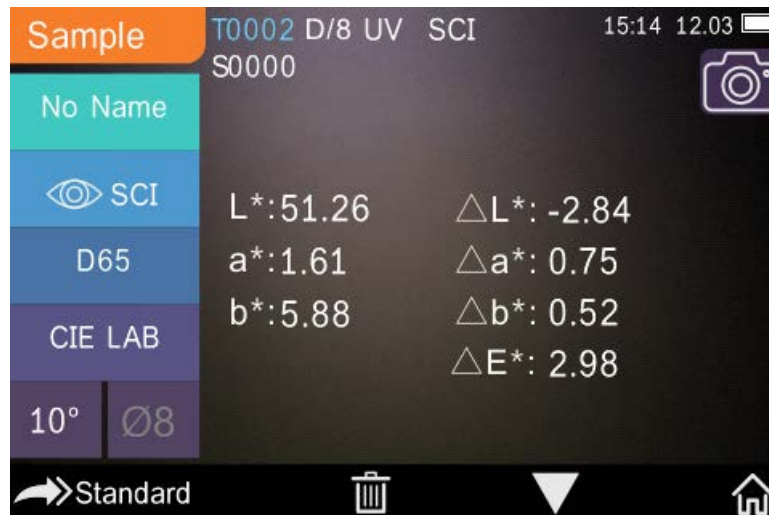 Sample
T0002 D/8 UV SCI
15:14 12.03
S0000
No Name
SCI
D65
CIE LAB
10° Ø8
L*:51.26 △L*: -2.84
a*:1.61 △a*: 0.75
b*:5.88 △b*: 0.52
△E*: 2.98
Standard